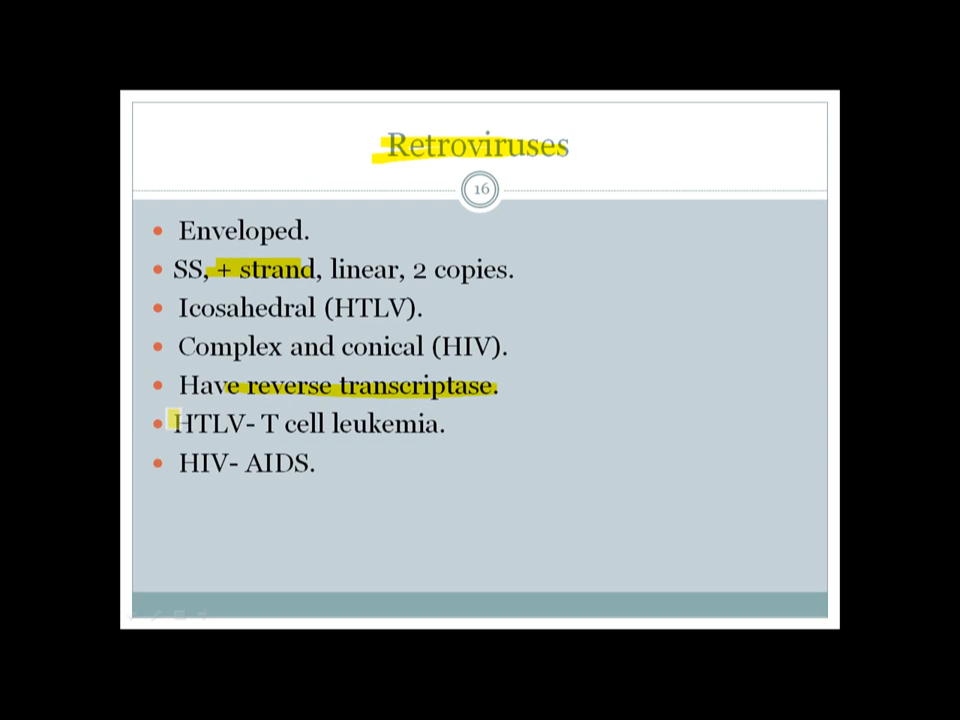 Retroviruses
16
• Enveloped.
• SS, + strand, linear, 2 copies.
• Icosahedral (HTLV).
• Complex and conical (HIV).
• Have reverse transcriptase.
• HTLV- T cell leukemia.
• HIV- AIDS.